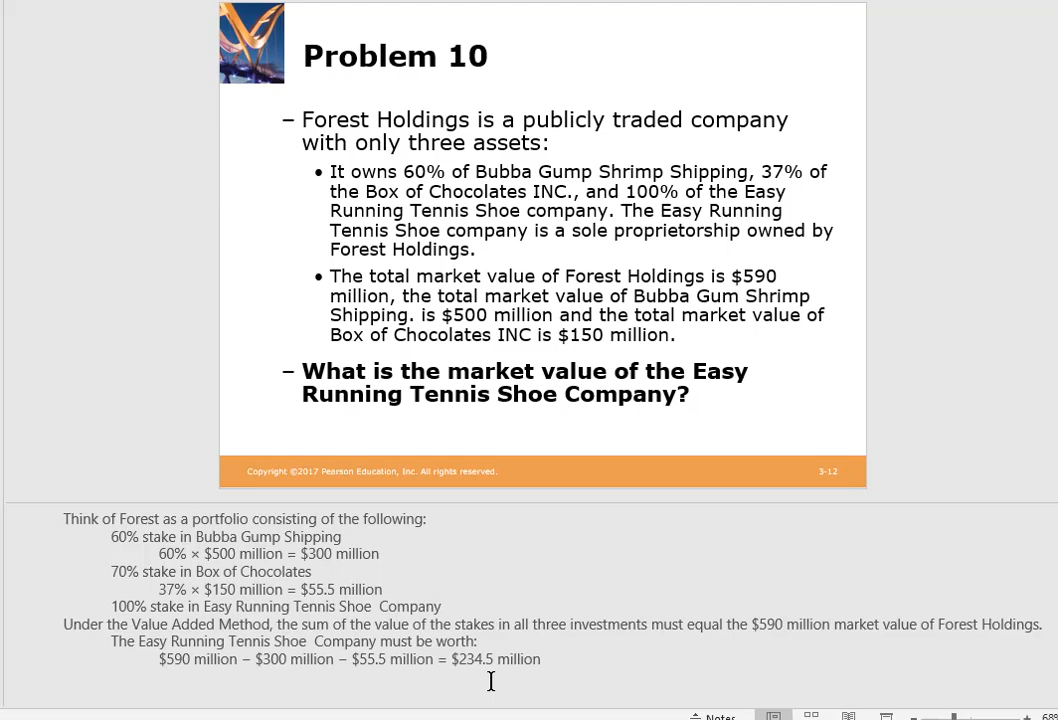 Problem 10
– Forest Holdings is a publicly traded company
with only three assets:
• It owns 60% of Bubba Gump Shrimp Shipping, 37% of
the Box of Chocolates INC., and 100% of the Easy
Running Tennis Shoe company. The Easy Running
Tennis Shoe company is a sole proprietorship owned by
Forest Holdings.
• The total market value of Forest Holdings is $590
million, the total market value of Bubba Gum Shrimp
Shipping. is $500 million and the total market value of
Box of Chocolates INC is $150 million.
– What is the market value of the Easy
Running Tennis Shoe Company?
Copyright ©2017 Pearson Education, Inc. All rights reserved. 3-12
Think of Forest as a portfolio consisting of the following:
60% stake in Bubba Gump Shipping
60% × $500 million = $300 million
70% stake in Box of Chocolates
37% × $150 million = $55.5 million
100% stake in Easy Running Tennis Shoe Company
Under the Value Added Method, the sum of the value of the stakes in all three investments must equal the $590 million market value of Forest Holdings.
The Easy Running Tennis Shoe Company must be worth:
$590 million − $300 million − $55.5 million = $234.5 million
Notes